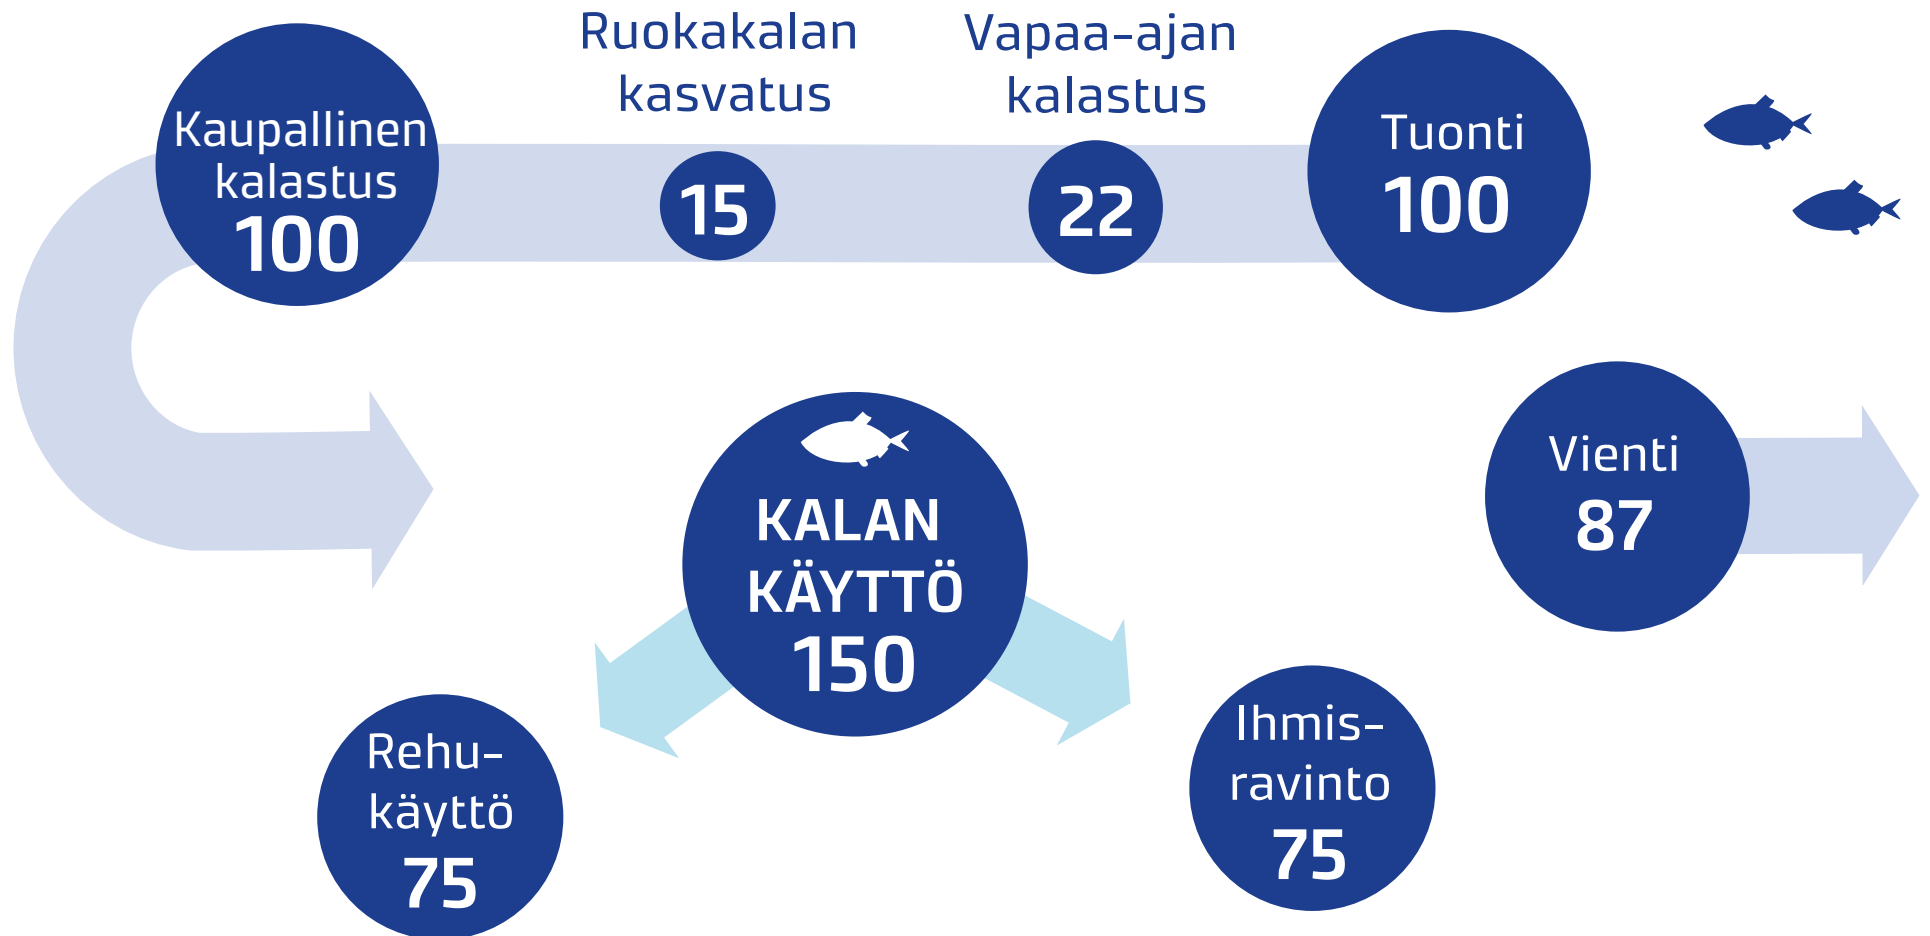 Kaupallinen
kalastus
100
Ruokakalan
kasvatus
15
Vapaa-ajan
kalastus
22
Tuonti
100
Vienti
87
KALAN
KÄYTTÖ
150
Rehu-
käyttö
75
Ihmis-
ravinto
75